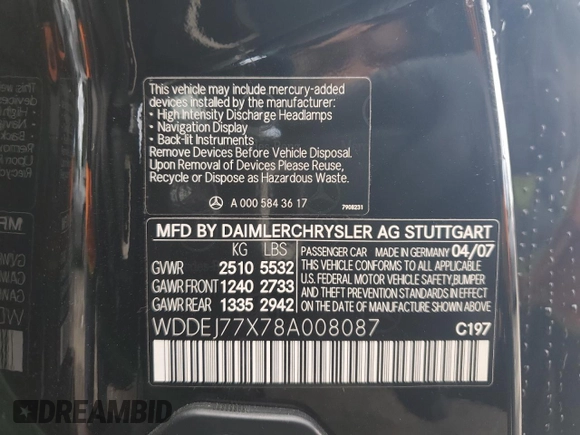 This vehicle may include mercury-added
devices installed by the manufacturer:
• High Intensity Discharge Headlamps
• Navigation Display
• Back-lit Instruments
Remove Devices Before Vehicle Disposal.
Upon Removal of Devices Please Reuse,
Recycle or Dispose as Hazardous Waste.
A 000 584 36 17
7908231
MFD BY DAIMLERCHRYSLER AG STUTTGART
KG LBS
GVWR 2510 5532
GAWR FRONT 1240 2733
GAWR REAR 1335 2942
PASSENGER CAR MADE IN GERMANY 04/07
THIS VEHICLE CONFORMS TO ALL APPLICABLE
U.S. FEDERAL MOTOR VEHICLE SAFETY,BUMPER
AND THEFT PREVENTION STANDARDS IN EFFECT
ON THE DATE OF MANUFACTURE SHOWN ABOVE
WDDEJ77X78A008087
C197
DREAMBID